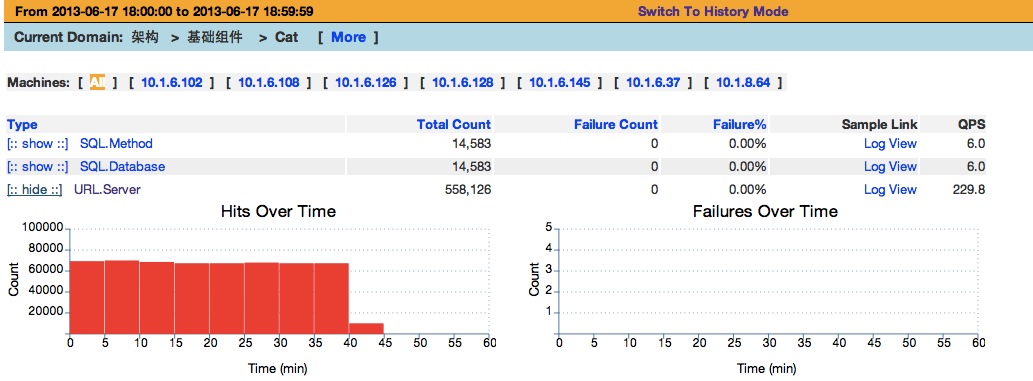 From 2013-06-17 18:00:00 to 2013-06-17 18:59:59 Switch To History Mode
Current Domain: 架构 > 基础组件 > Cat [ More ]
Machines: [ All ] [ 10.1.6.102 ] [ 10.1.6.108 ] [ 10.1.6.126 ] [ 10.1.6.128 ] [ 10.1.6.145 ] [ 10.1.6.37 ] [ 10.1.8.64 ]
Type Total Count Failure Count Failure% Sample Link QPS
[:: show ::] SQL.Method 14,583 0 0.00% Log View 6.0
[:: show ::] SQL.Database 14,583 0 0.00% Log View 6.0
[:: hide ::] URL.Server 558,126 0 0.00% Log View 229.8
Hits Over Time
100000
80000
60000
40000
20000
Count
0 5 10 15 20 25 30 35 40 45 50 55 60
Time (min)
Failures Over Time
5
4
3
2
1
Count
0 5 10 15 20 25 30 35 40 45 50 55 60
Time (min)